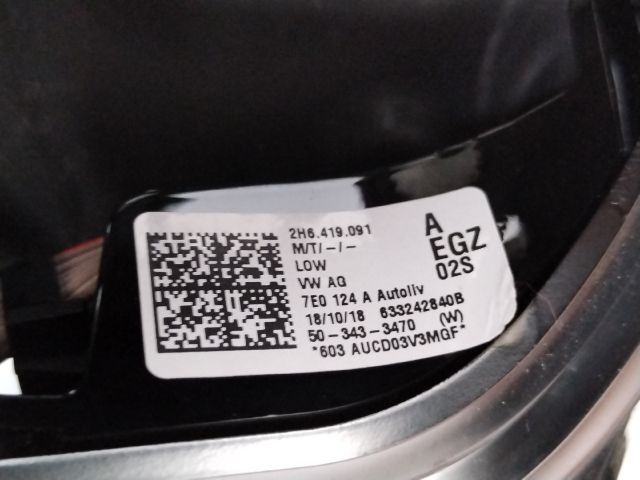 2H6.419.091 A
M/T/-/- EGZ
LOW 02S
VW AG
7E0 124 A Autoliv
18/10/18 633242840B
50-343-3470 (W)
*603 AUCD03V3MGF*